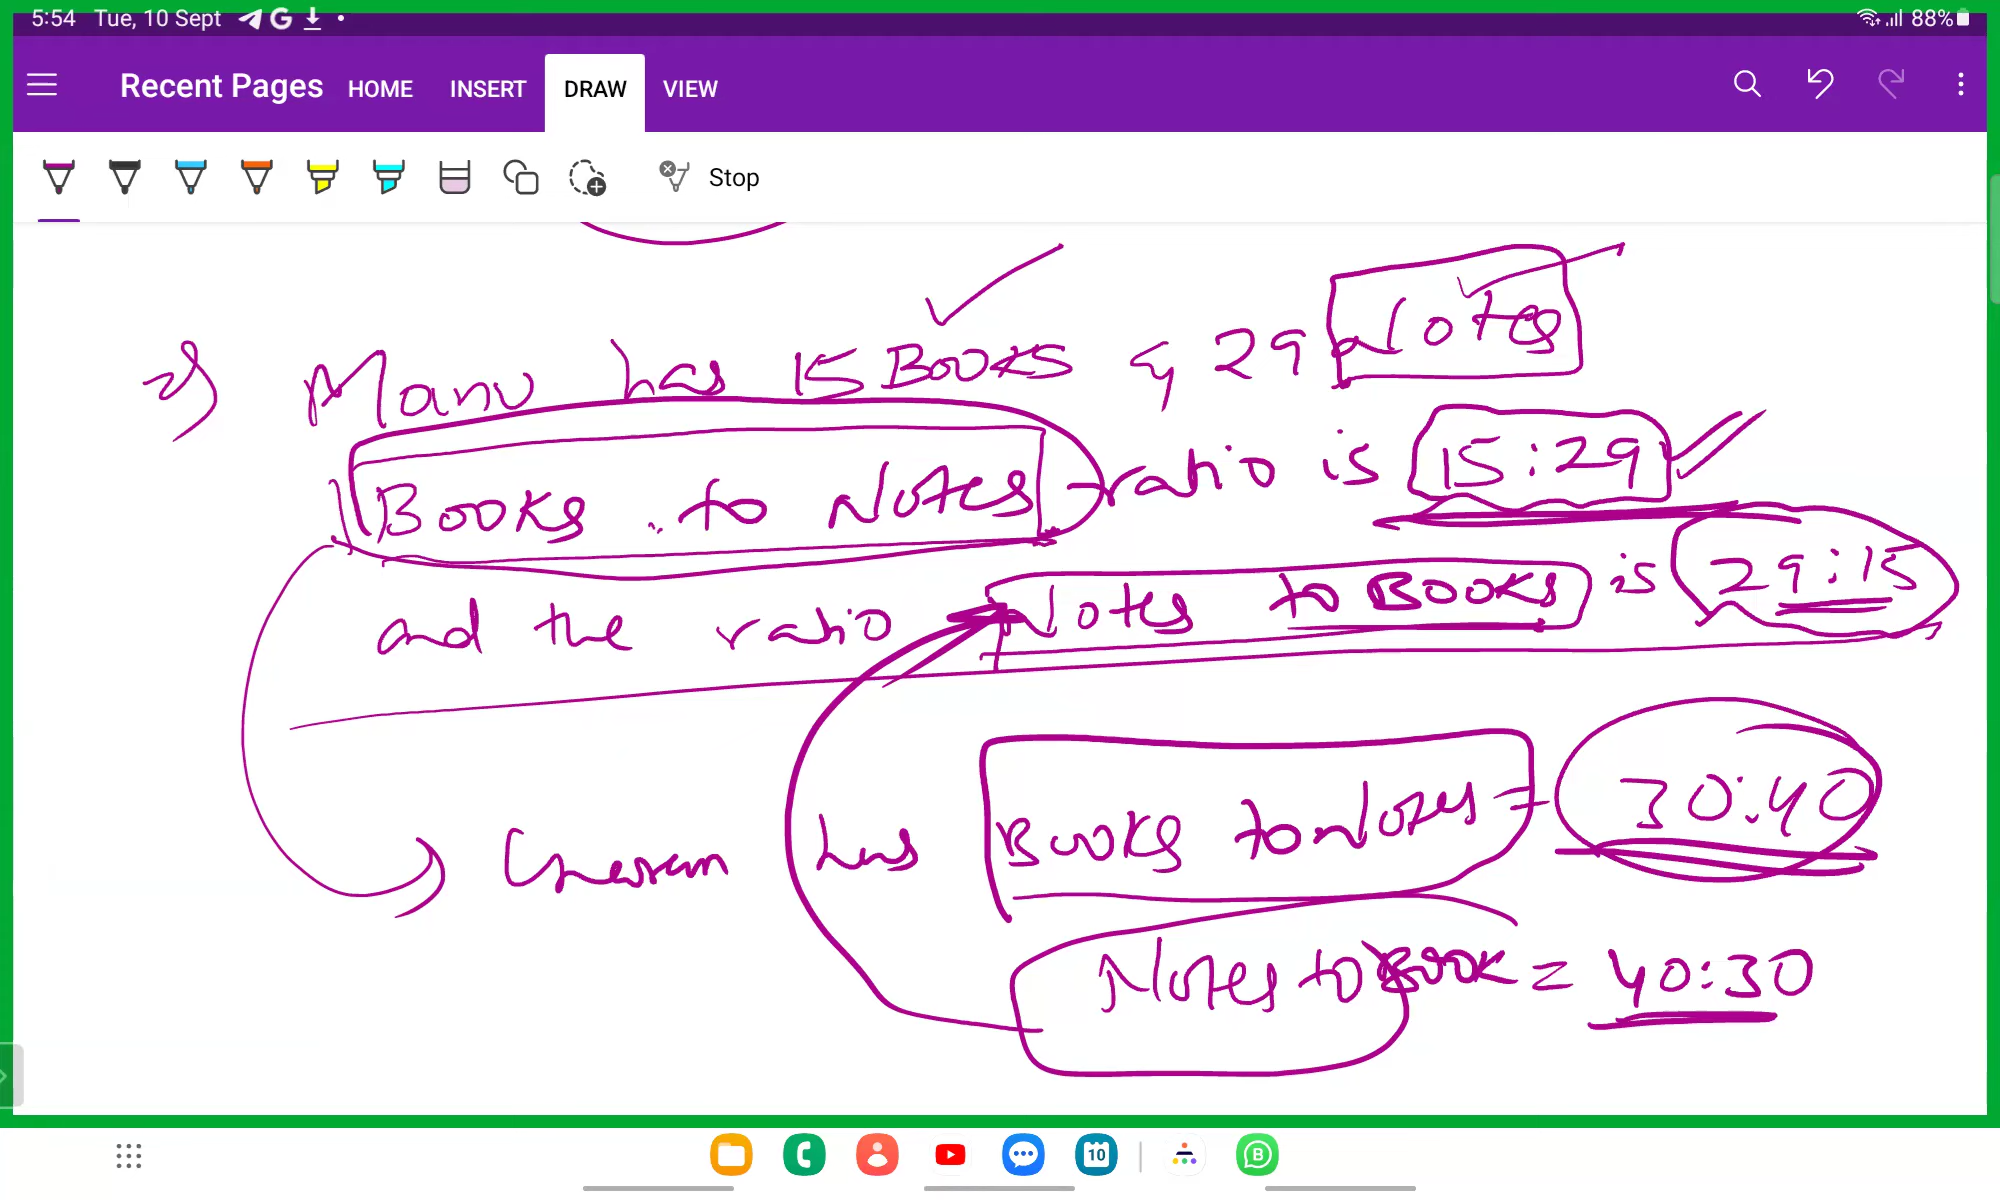 5:54 Tue, 10 Sept 88%
Recent Pages HOME INSERT DRAW VIEW
Stop
2) Manu has 15 Books & 29 Notes
Books to Notes ratio is 15:29
and the ratio Notes to Books is 29:15
has Books to Notes = 30:40
Notes to Book = 40:30
10